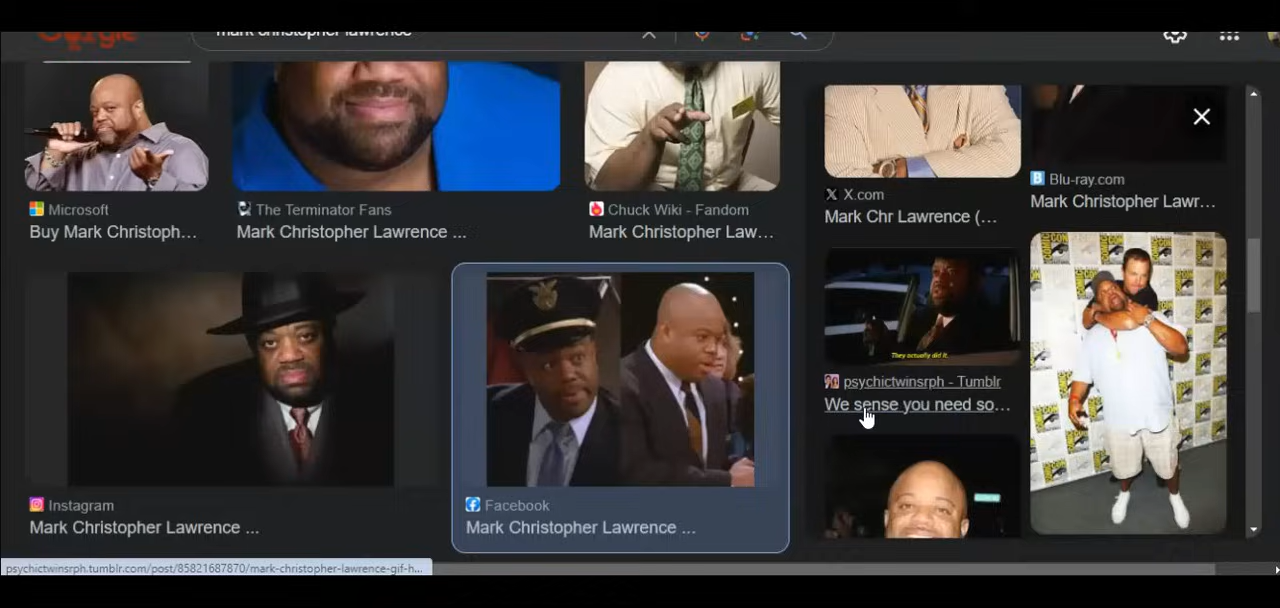 mark christopher lawrence
Microsoft
Buy Mark Christoph...
The Terminator Fans
Mark Christopher Lawrence ...
Chuck Wiki - Fandom
Mark Christopher Law...
X.com
Mark Chr Lawrence (...
Blu-ray.com
Mark Christopher Lawr...
They actually did it.
psychictwinsrph - Tumblr
We sense you need so...
Instagram
Mark Christopher Lawrence ...
Facebook
Mark Christopher Lawrence ...
psychictwinsrph.tumblr.com/post/85821687870/mark-christopher-lawrence-gif-h...